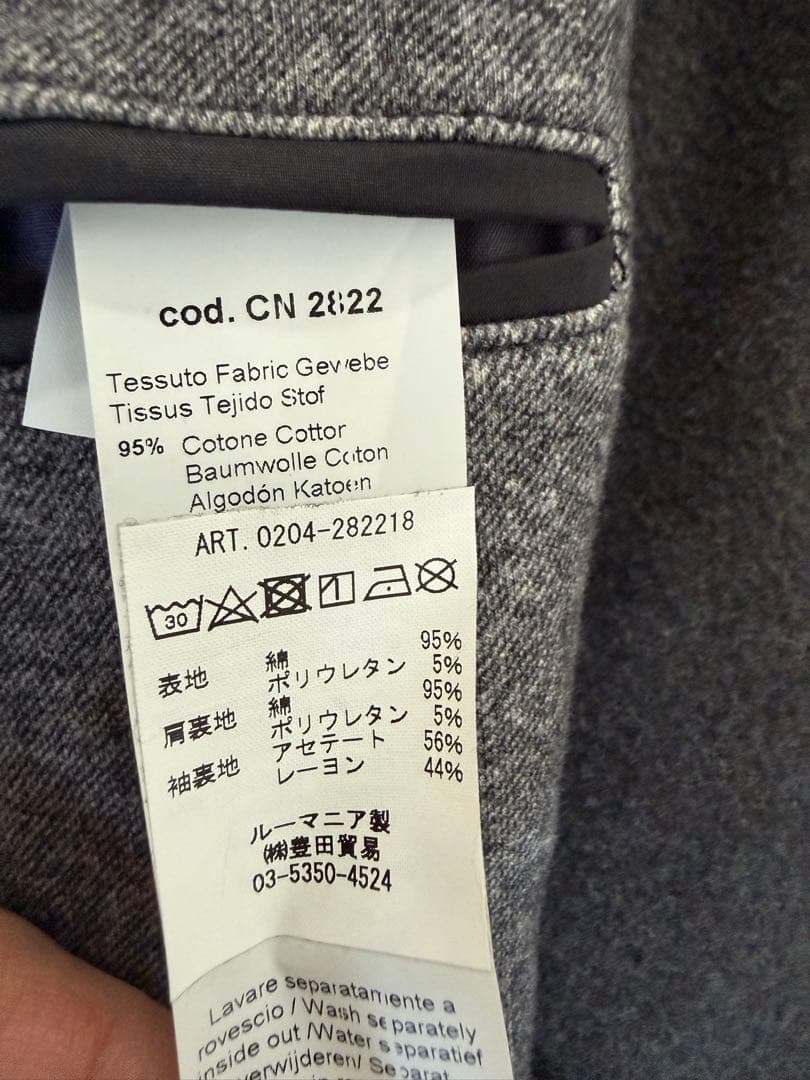 cod. CN 2822
Tessuto Fabric Gewebe
Tissus Tejido Stof
95% Cotone Cotton
Baumwolle Coton
Algodón Katoen
ART. 0204-282218
30
表地 綿 95%
ポリウレタン 5%
肩裏地 綿 95%
ポリウレタン 5%
袖裏地 アセテート 56%
レーヨン 44%
ルーマニア製
㈱豊田貿易
03-5350-4524
Lavare separatamente a
rovescio / Wash separately
inside out /Water separatief
verwijderen/